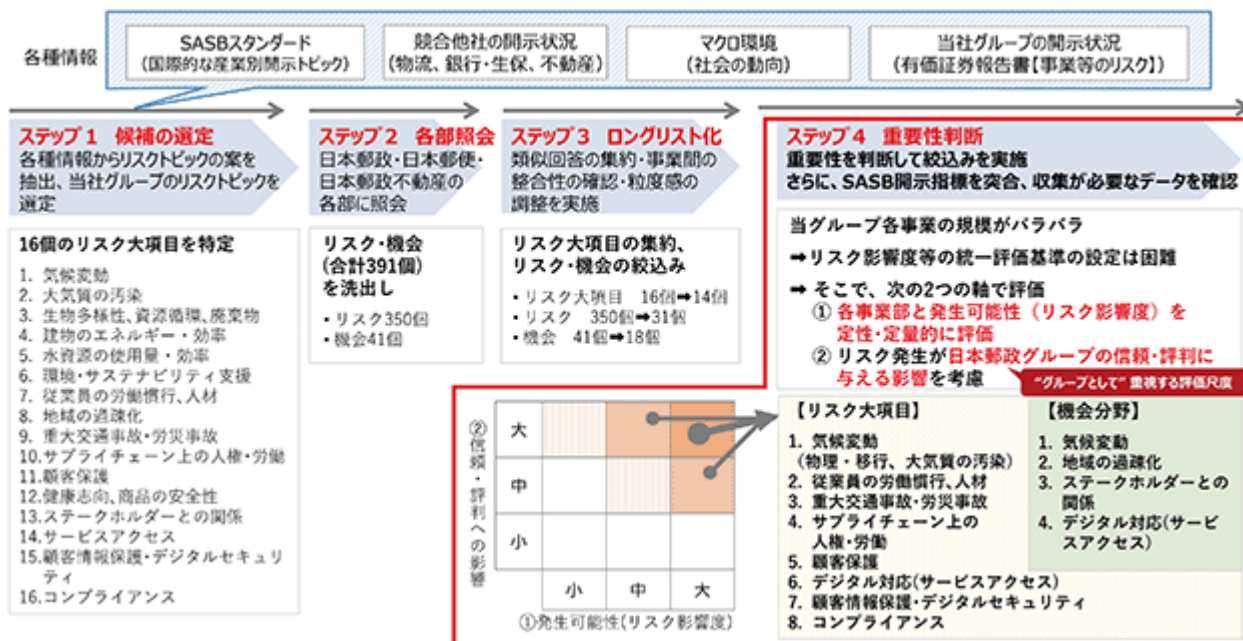 各種情報
SASBスタンダード
(国際的な産業別開示トピック)
競合他社の開示状況
(物流、銀行・生保、不動産)
マクロ環境
(社会の動向)
当社グループの開示状況
(有価証券報告書【事業等のリスク】)
ステップ1 候補の選定
各種情報からリスクトピックの案を
抽出、当社グループのリスクトピックを
選定
16個のリスク大項目を特定
1. 気候変動
2. 大気質の汚染
3. 生物多様性、資源循環、廃棄物
4. 建物のエネルギー・効率
5. 水資源の使用量・効率
6. 環境・サステナビリティ支援
7. 従業員の労働慣行、人材
8. 地域の過疎化
9. 重大交通事故・労災事故
10. サプライチェーン上の人権・労働
11. 顧客保護
12. 健康志向、商品の安全性
13. ステークホルダーとの関係
14. サービスアクセス
15. 顧客情報保護・デジタルセキュリ
ティ
16. コンプライアンス
ステップ2 各部照会
日本郵政・日本郵便・
日本郵政不動産の
各部に照会
リスク・機会
(合計391個)
を洗出し
・リスク350個
・機会41個
ステップ3 ロングリスト化
類似回答の集約・事業間の
整合性の確認・粒度感の
調整を実施
リスク大項目の集約、
リスク・機会の絞込み
・リスク大項目 16個➡14個
・リスク 350個➡31個
・機会 41個➡18個
ステップ4 重要性判断
重要性を判断して絞込みを実施
さらに、SASB開示指標を突合、収集が必要なデータを確認
当グループ各事業の規模がバラバラ
➡リスク影響度等の統一評価基準の設定は困難
➡ そこで、次の2つの軸で評価
① 各事業部と発生可能性（リスク影響度）を
定性・定量的に評価
② リスク発生が日本郵政グループの信頼・評判に
与える影響を考慮
“グループとして” 重視する評価尺度
②信頼・評判への影響
大
中
小
小
中
大
①発生可能性(リスク影響度)
【リスク大項目】
1. 気候変動
(物理・移行、大気質の汚染)
2. 従業員の労働慣行、人材
3. 重大交通事故・労災事故
4. サプライチェーン上の
人権・労働
5. 顧客保護
6. デジタル対応(サービスアクセス)
7. 顧客情報保護・デジタルセキュリティ
8. コンプライアンス
【機会分野】
1. 気候変動
2. 地域の過疎化
3. ステークホルダーとの
関係
4. デジタル対応(サービ
スアクセス)